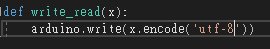 def write_read(x):
    arduino.write(x.encode('utf-8'))